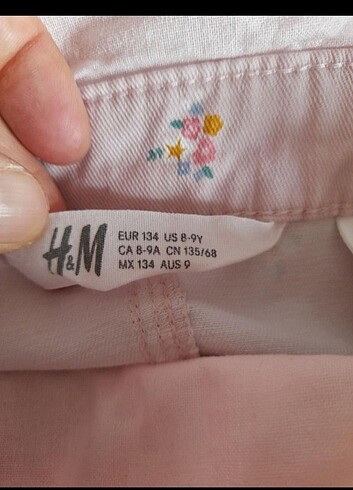 H&M
EUR 134 US 8-9Y
CA 8-9A CN 135/68
MX 134 AUS 9